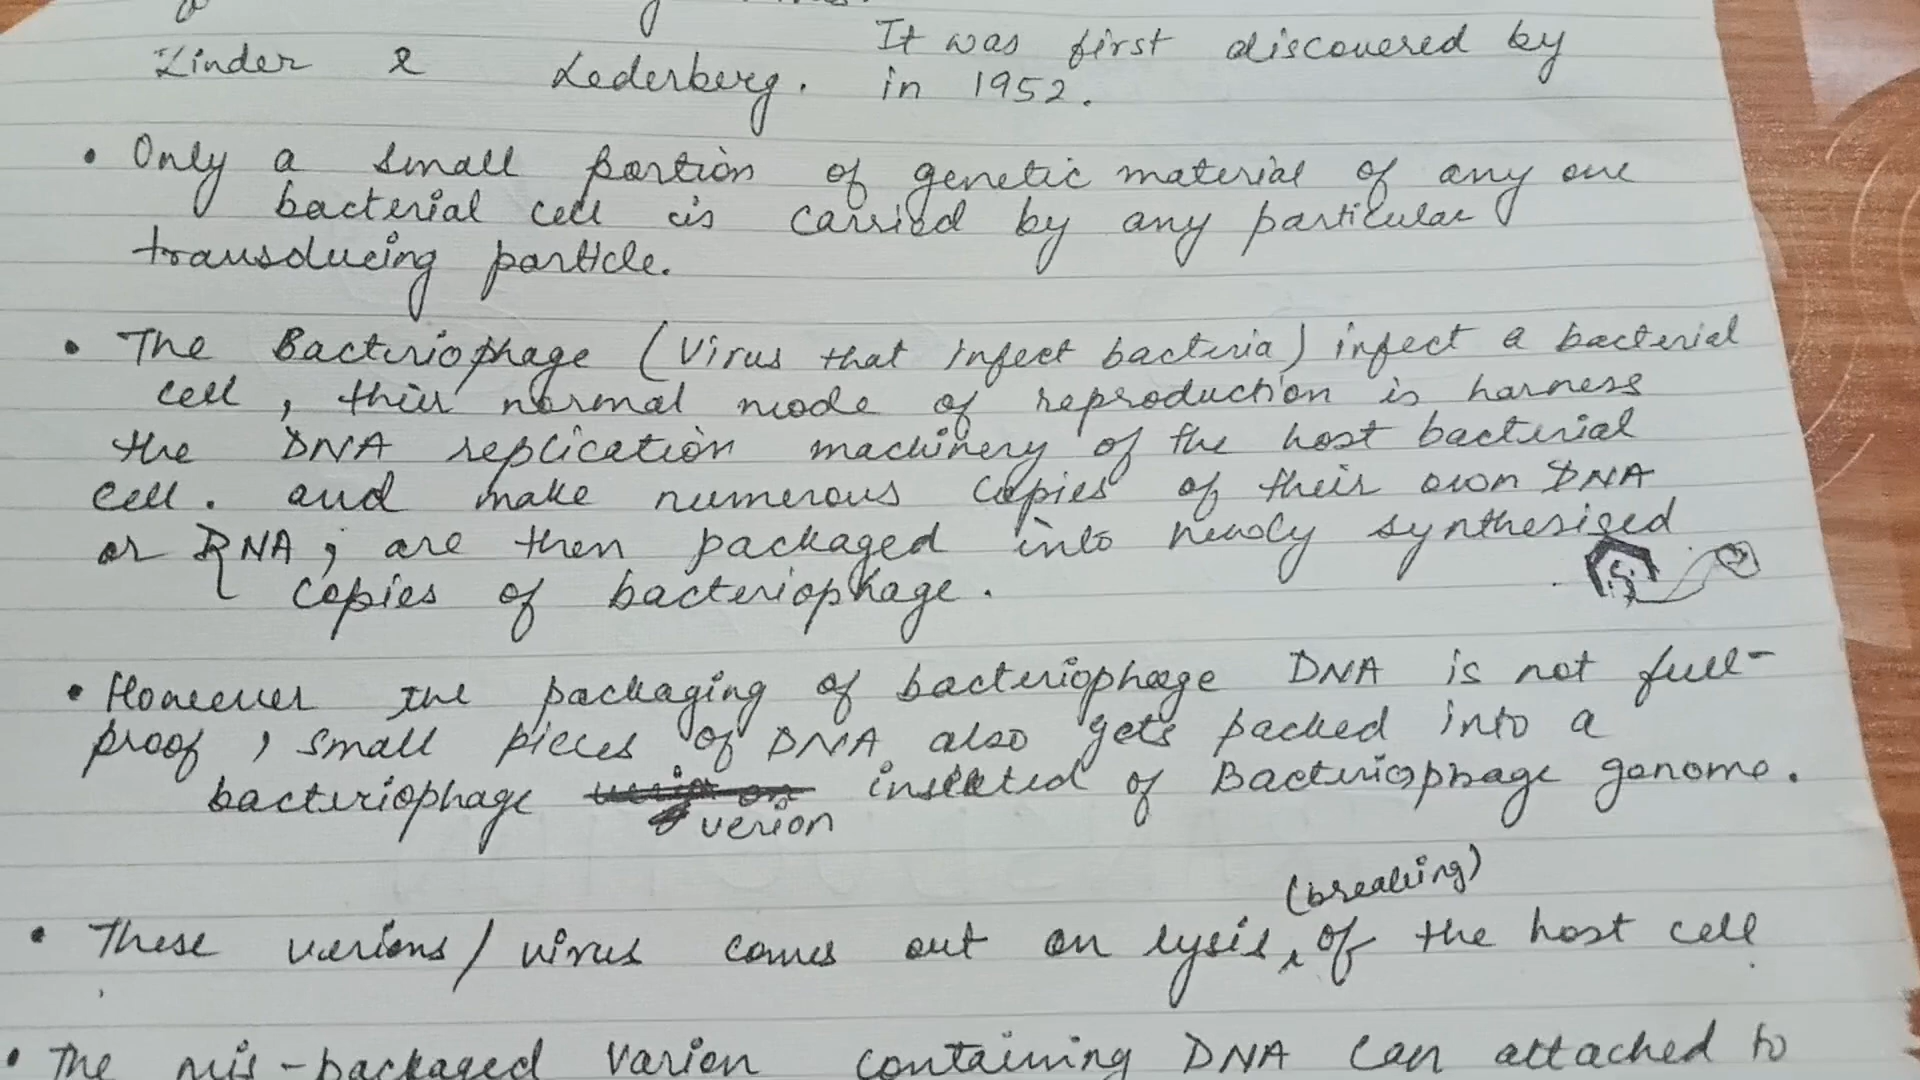 It was first discovered by
Zinder & Lederberg. in 1952.
• Only a small portion of genetic material of any one
bacterial cell is carried by any particular
transducing particle.
• The Bacteriophage (Virus that infect bacteria) infect a bacterial
cell, their normal mode of reproduction is harness
the DNA replication machinery of the host bacterial
cell. and make numerous copies of their own DNA
or RNA, are then packaged into newly synthesised
copies of bacteriophage.
• However the packaging of bacteriophage DNA is not full-
proof, small pieces of DNA also gets packed into a
bacteriophage verion instated of Bacteriophage genome.
(breaking)
• These verions/virus comes out on lysis, of the host cell
• The mis-packaged varion containing DNA can attached to